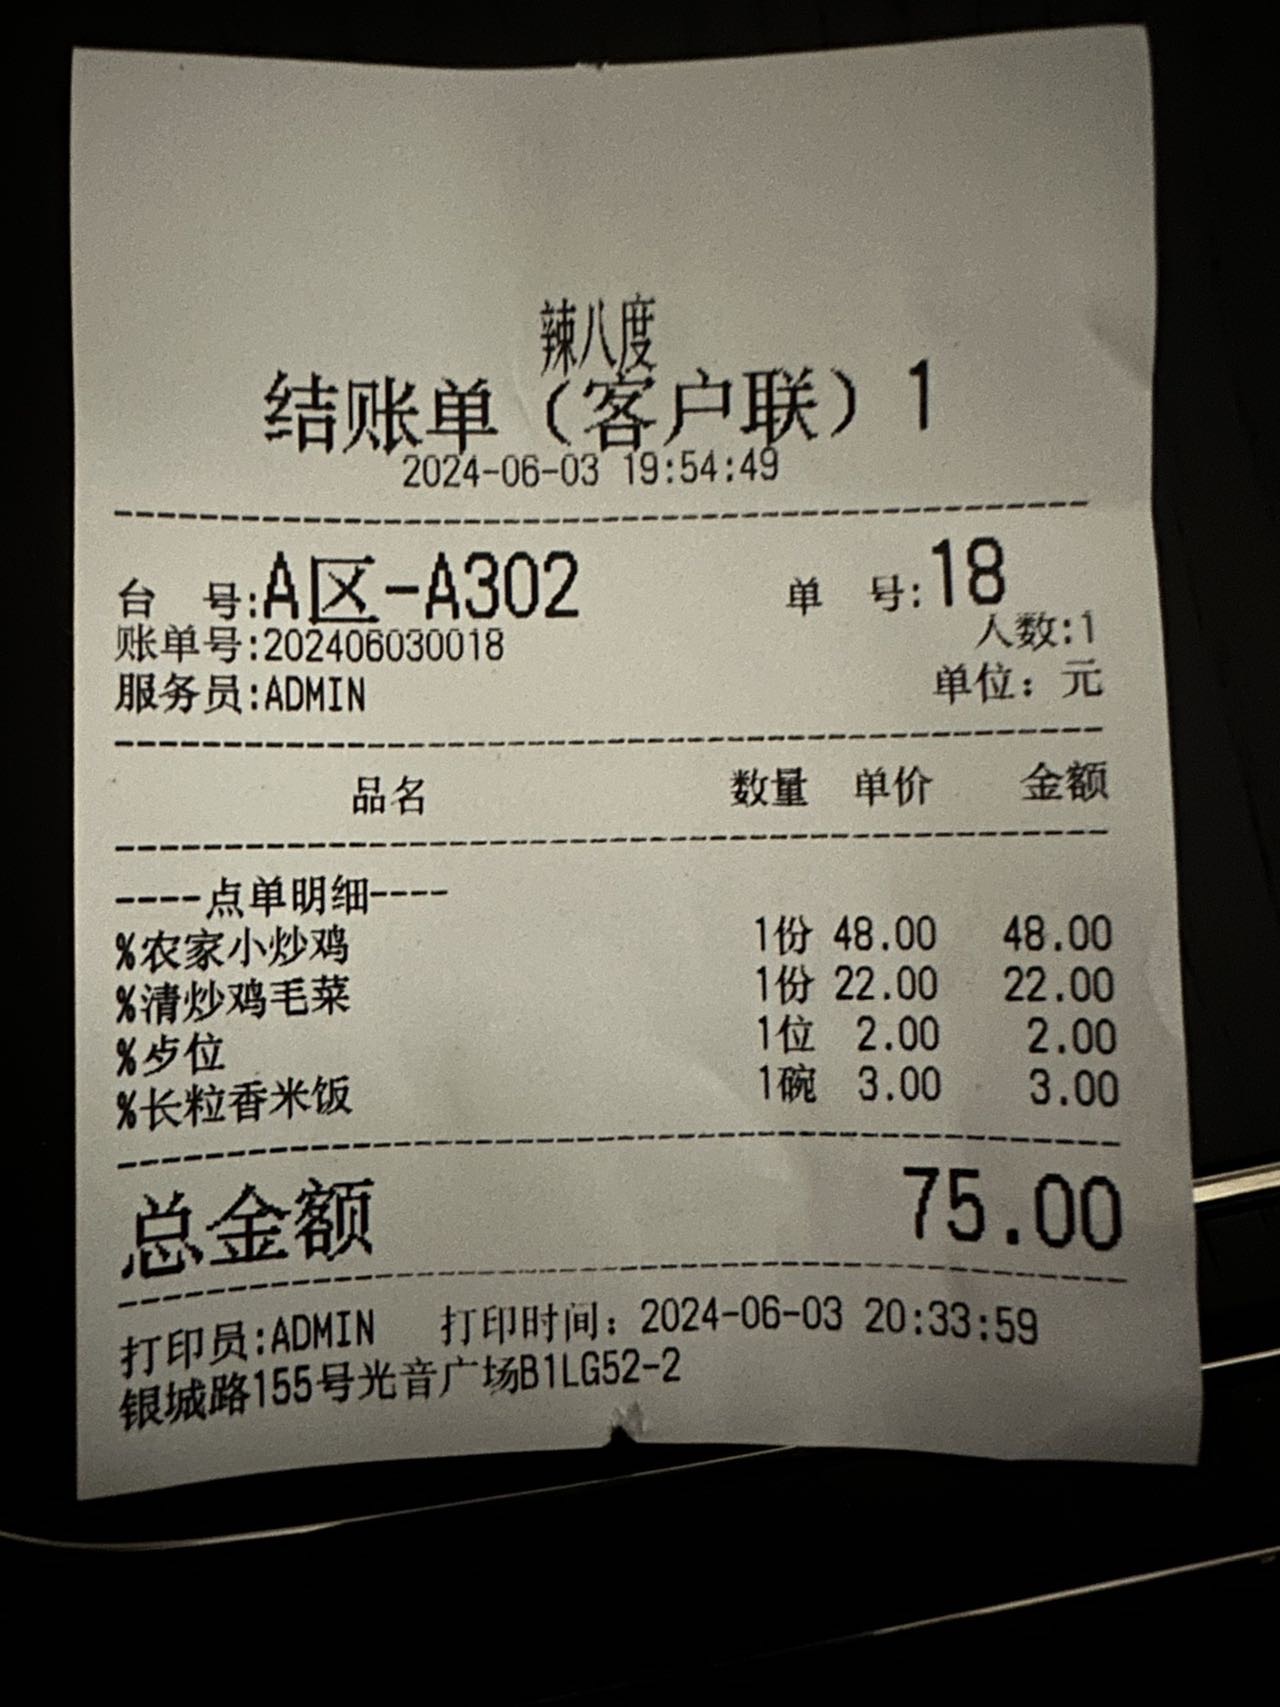 辣八度
结账单（客户联）1
2024-06-03 19:54:49
台 号:A区-A302 单 号:18
账单号:202406030018 人数:1
服务员:ADMIN 单位：元
品名 数量 单价 金额
----点单明细----
%农家小炒鸡 1份 48.00 48.00
%清炒鸡毛菜 1份 22.00 22.00
%歺位 1位 2.00 2.00
%长粒香米饭 1碗 3.00 3.00
总金额 75.00
打印员:ADMIN 打印时间：2024-06-03 20:33:59
银城路155号光音广场B1LG52-2